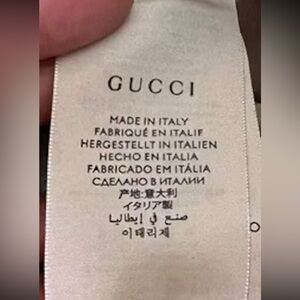 GUCCI
MADE IN ITALY
FABRIQUÉ EN ITALIE
HERGESTELLT IN ITALIEN
HECHO EN ITALIA
FABRICADO EM ITÁLIA
СДЕЛАНО В ИТАЛИИ
产地:意大利
イタリア製
صنع في إيطاليا
이태리제